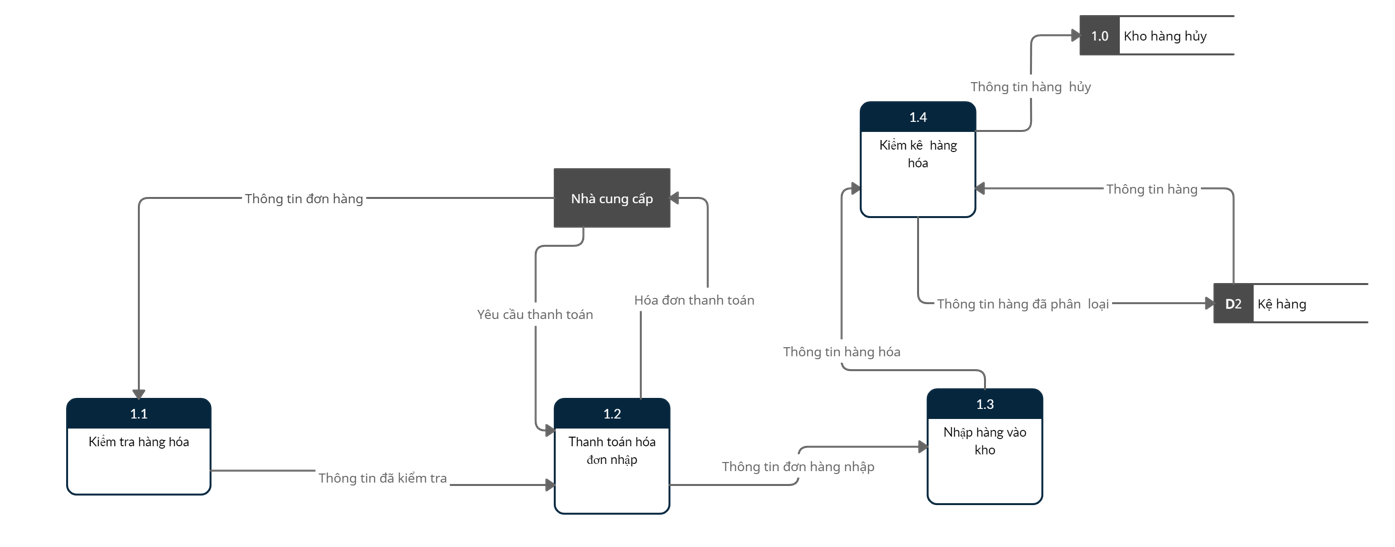 1.0 Kho hàng hủy
Thông tin hàng hủy
1.4
Kiểm kê hàng
hóa
Thông tin đơn hàng
Nhà cung cấp
Thông tin hàng
Yêu cầu thanh toán
Hóa đơn thanh toán
Thông tin hàng đã phân loại
D2 Kệ hàng
Thông tin hàng hóa
1.1
Kiểm tra hàng hóa
1.2
Thanh toán hóa
đơn nhập
1.3
Nhập hàng vào
kho
Thông tin đã kiểm tra
Thông tin đơn hàng nhập